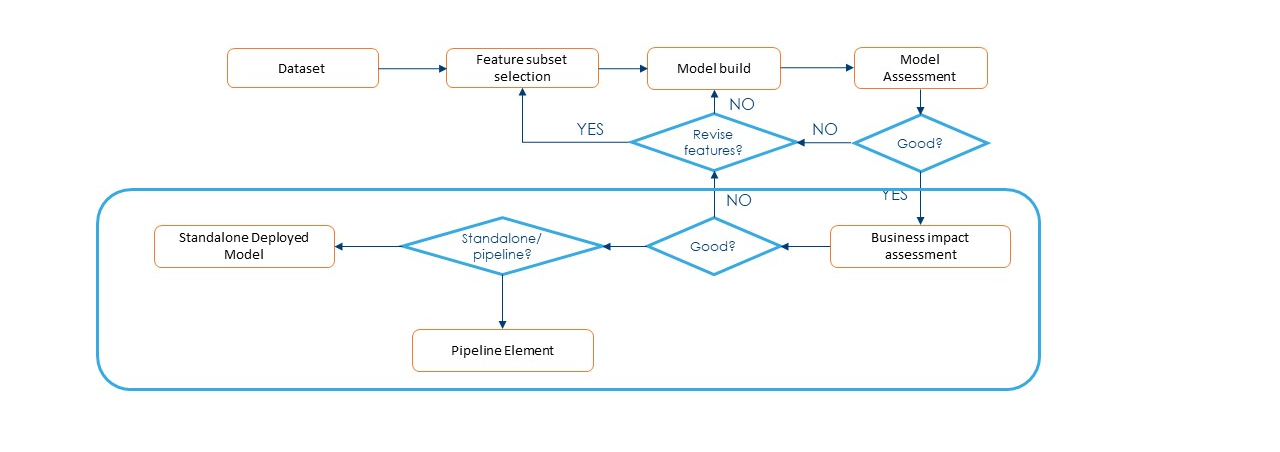 Dataset
Feature subset
selection
Model build
Model
Assessment
NO
YES
Revise
features?
NO
Good?
NO
YES
Standalone Deployed
Model
Standalone/
pipeline?
Good?
Business impact
assessment
Pipeline Element